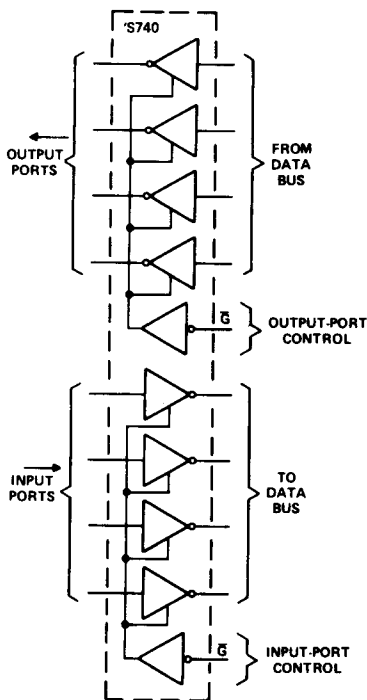 'S740
OUTPUT
PORTS
FROM
DATA
BUS
G̅
OUTPUT-PORT
CONTROL
INPUT
PORTS
TO
DATA
BUS
G̅
INPUT-PORT
CONTROL